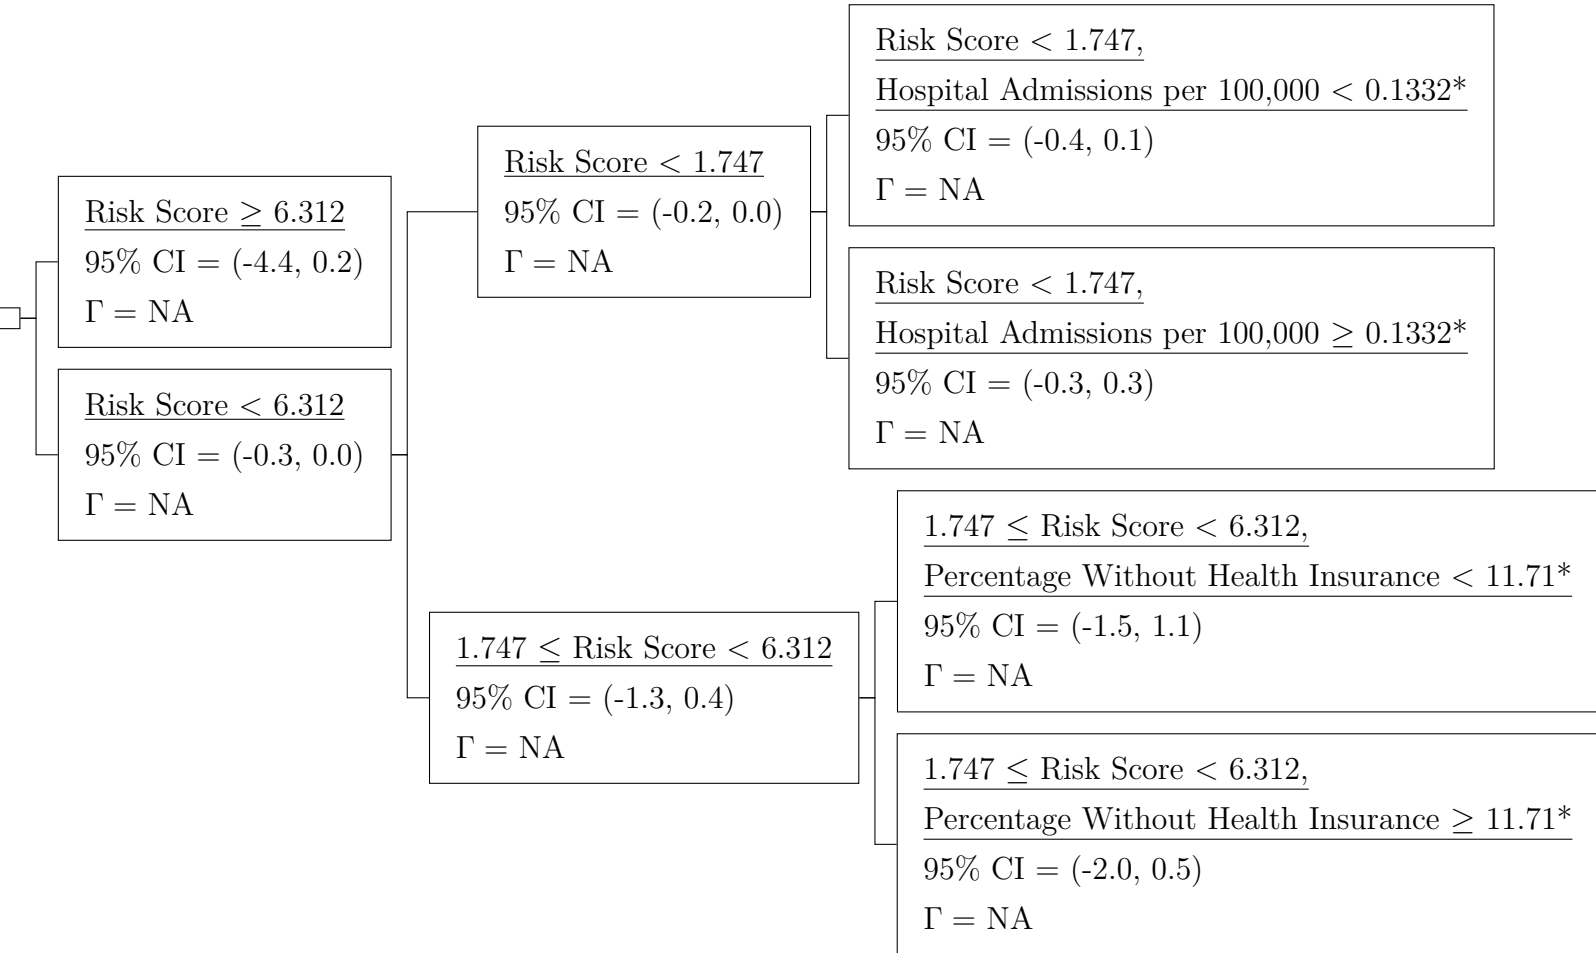 Risk Score ≥ 6.312
95% CI = (-4.4, 0.2)
Γ = NA
Risk Score < 6.312
95% CI = (-0.3, 0.0)
Γ = NA
Risk Score < 1.747
95% CI = (-0.2, 0.0)
Γ = NA
1.747 ≤ Risk Score < 6.312
95% CI = (-1.3, 0.4)
Γ = NA
Risk Score < 1.747,
Hospital Admissions per 100,000 < 0.1332*
95% CI = (-0.4, 0.1)
Γ = NA
Risk Score < 1.747,
Hospital Admissions per 100,000 ≥ 0.1332*
95% CI = (-0.3, 0.3)
Γ = NA
1.747 ≤ Risk Score < 6.312,
Percentage Without Health Insurance < 11.71*
95% CI = (-1.5, 1.1)
Γ = NA
1.747 ≤ Risk Score < 6.312,
Percentage Without Health Insurance ≥ 11.71*
95% CI = (-2.0, 0.5)
Γ = NA